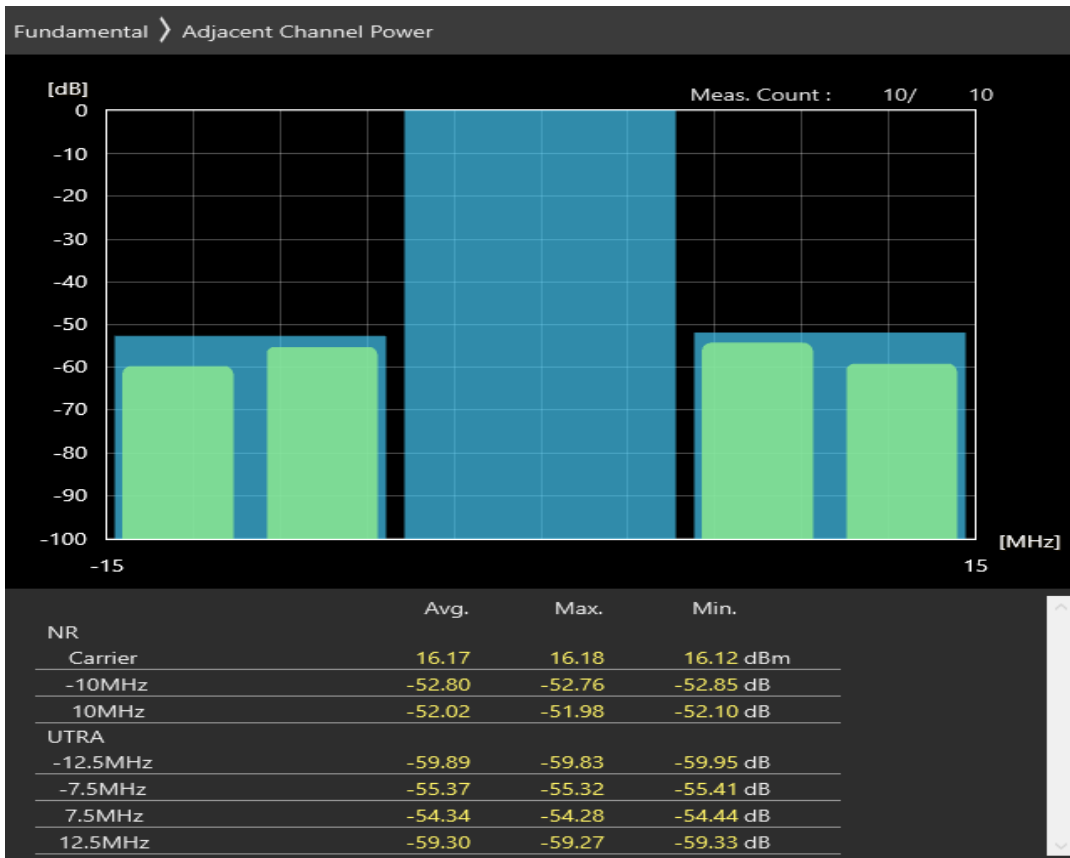 Fundamental 〉 Adjacent Channel Power
[dB]
Meas. Count : 10/ 10
0
-10
-20
-30
-40
-50
-60
-70
-80
-90
-100
[MHz]
-15 15
Avg. Max. Min.
NR
Carrier 16.17 16.18 16.12 dBm
-10MHz -52.80 -52.76 -52.85 dB
10MHz -52.02 -51.98 -52.10 dB
UTRA
-12.5MHz -59.89 -59.83 -59.95 dB
-7.5MHz -55.37 -55.32 -55.41 dB
7.5MHz -54.34 -54.28 -54.44 dB
12.5MHz -59.30 -59.27 -59.33 dB